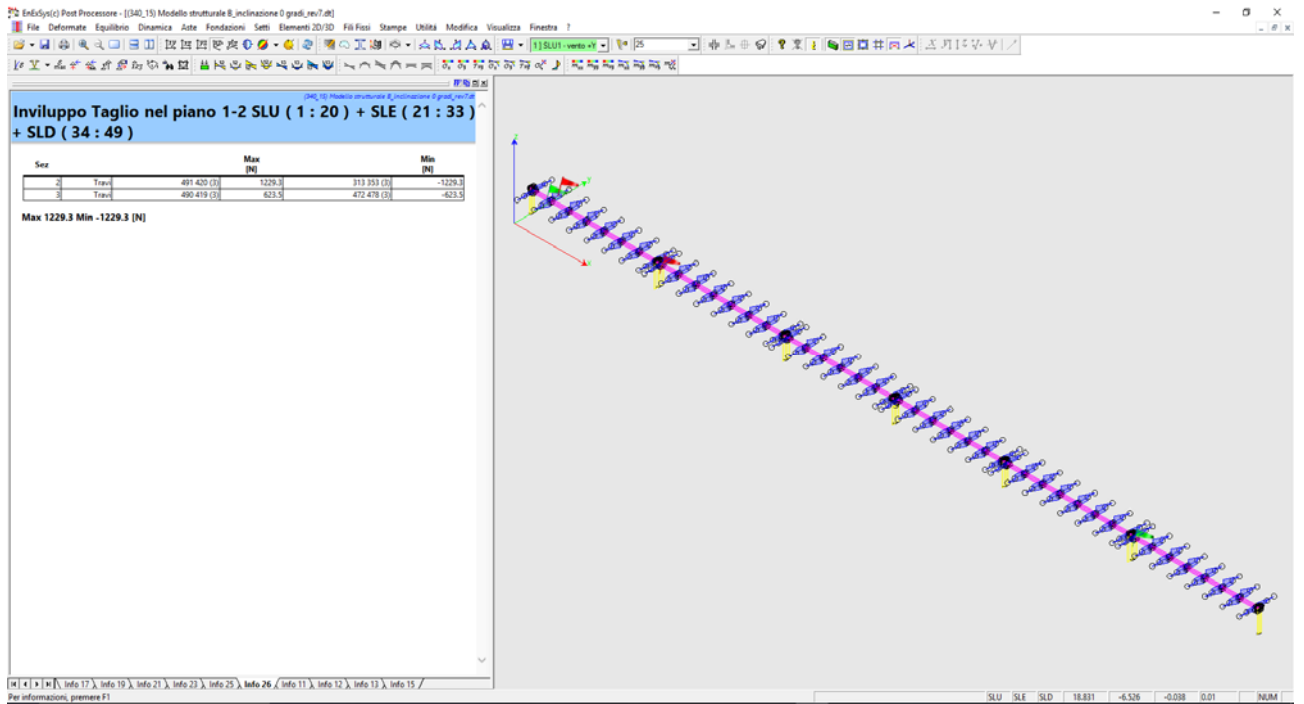 EnExSys(c) Post Processore - [(340_15) Modello strutturale B_inclinazione 0 gradi_rev7.dt]
File Deformate Equilibrio Dinamica Aste Fondazioni Setti Elementi 2D/3D Fili Fissi Stampe Utilità Modifica Visualizza Finestra ?
1] SLU1 - vento +Y 25
(340_15) Modello strutturale B_inclinazione 0 gradi_rev7.dt
Inviluppo Taglio nel piano 1-2 SLU ( 1 : 20 ) + SLE ( 21 : 33 )
+ SLD ( 34 : 49 )
Sez Max [N] Min [N]
2 Travi 491 420 (3) 1229.3 313 353 (3) -1229.3
3 Travi 490 419 (3) 623.5 472 478 (3) -623.5
Max 1229.3 Min -1229.3 [N]
Info 17 Info 19 Info 21 Info 23 Info 25 Info 26 Info 11 Info 12 Info 13 Info 15
Per informazioni, premere F1
SLU SLE SLD 18.831 -6.526 -0.038 0.01 NUM